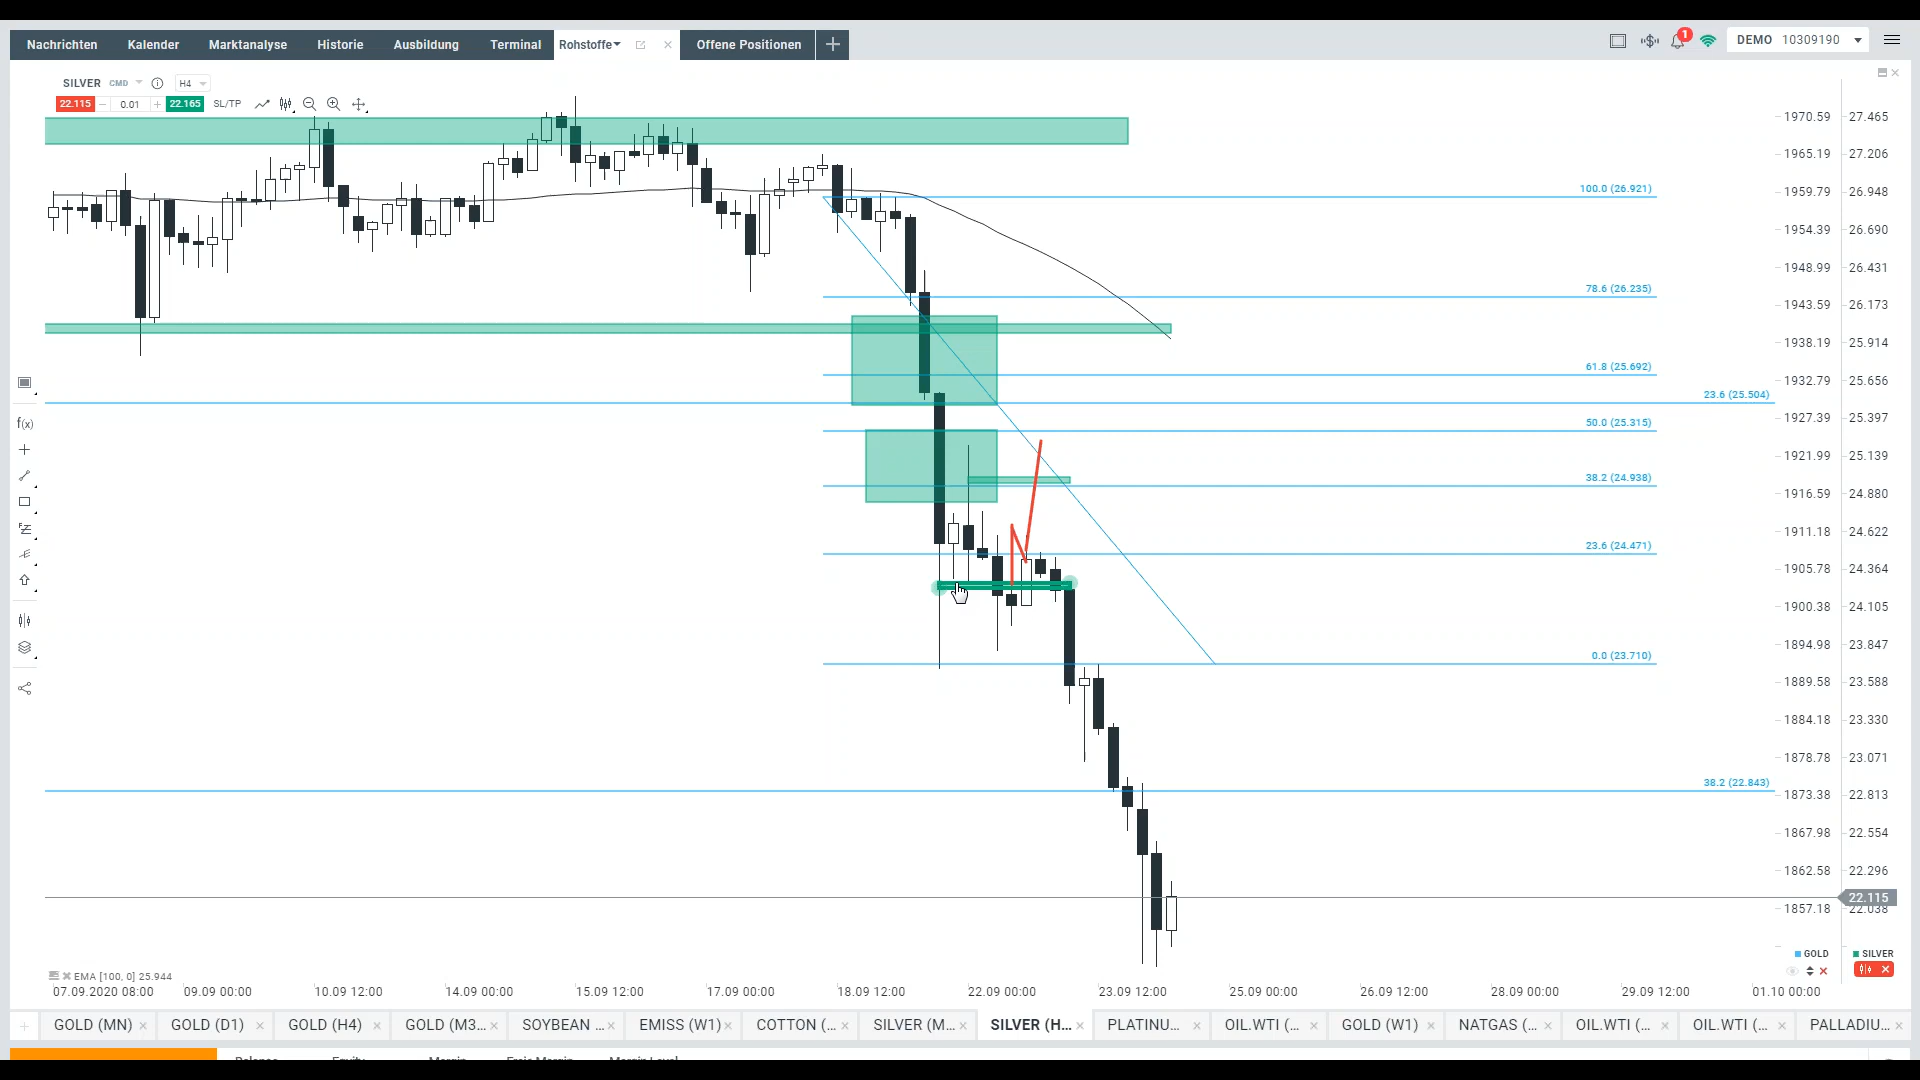 Nachrichten Kalender Marktanalyse Historie Ausbildung Terminal Rohstoffe Offene Positionen
1 DEMO 10309190
SILVER CMD H4
22.115 0.01 22.165 SL/TP
1970.59 27.465
1965.19 27.206
100.0 (26.921) 1959.79 26.948
1954.39 26.690
1948.99 26.431
78.6 (26.235) 1943.59 26.173
1938.19 25.914
61.8 (25.692) 1932.79 25.656
23.6 (25.504)
50.0 (25.315) 1927.39 25.397
1921.99 25.139
38.2 (24.938) 1916.59 24.880
1911.18 24.622
23.6 (24.471)
1905.78 24.364
1900.38 24.105
0.0 (23.710) 1894.98 23.847
1889.58 23.588
1884.18 23.330
1878.78 23.071
38.2 (22.843) 1873.38 22.813
1867.98 22.554
1862.58 22.296
22.115
1857.18 22.038
f(x)
GOLD SILVER
EMA [100, 0] 25.944
07.09.2020 08:00 09.09 00:00 10.09 12:00 14.09 00:00 15.09 12:00 17.09 00:00 18.09 12:00 22.09 00:00 23.09 12:00 25.09 00:00 26.09 12:00 28.09 00:00 29.09 12:00 01.10 00:00
GOLD (MN) GOLD (D1) GOLD (H4) GOLD (M3... SOYBEAN ... EMISS (W1) COTTON (... SILVER (M... SILVER (H... PLATINU... OIL.WTI (... GOLD (W1) NATGAS (... OIL.WTI (... OIL.WTI (... PALLADIU...
Balance Equity Margin Freie Margin Margin Level